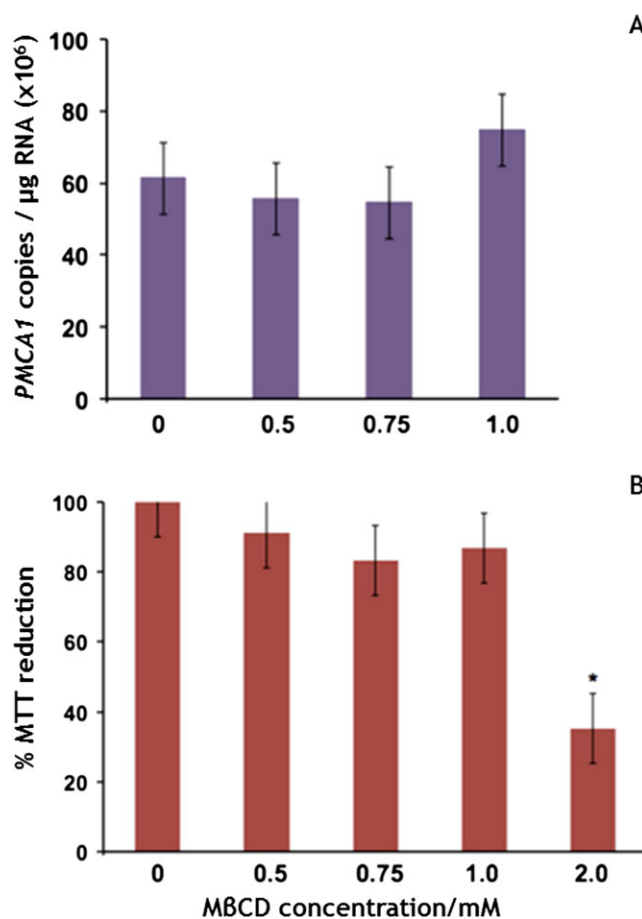 A
PMCA1 copies / µg RNA (x10⁶)
100
80
60
40
20
0
0 0.5 0.75 1.0
B
% MTT reduction
100
80
60
40
20
0
*
0 0.5 0.75 1.0 2.0
MβCD concentration/mM